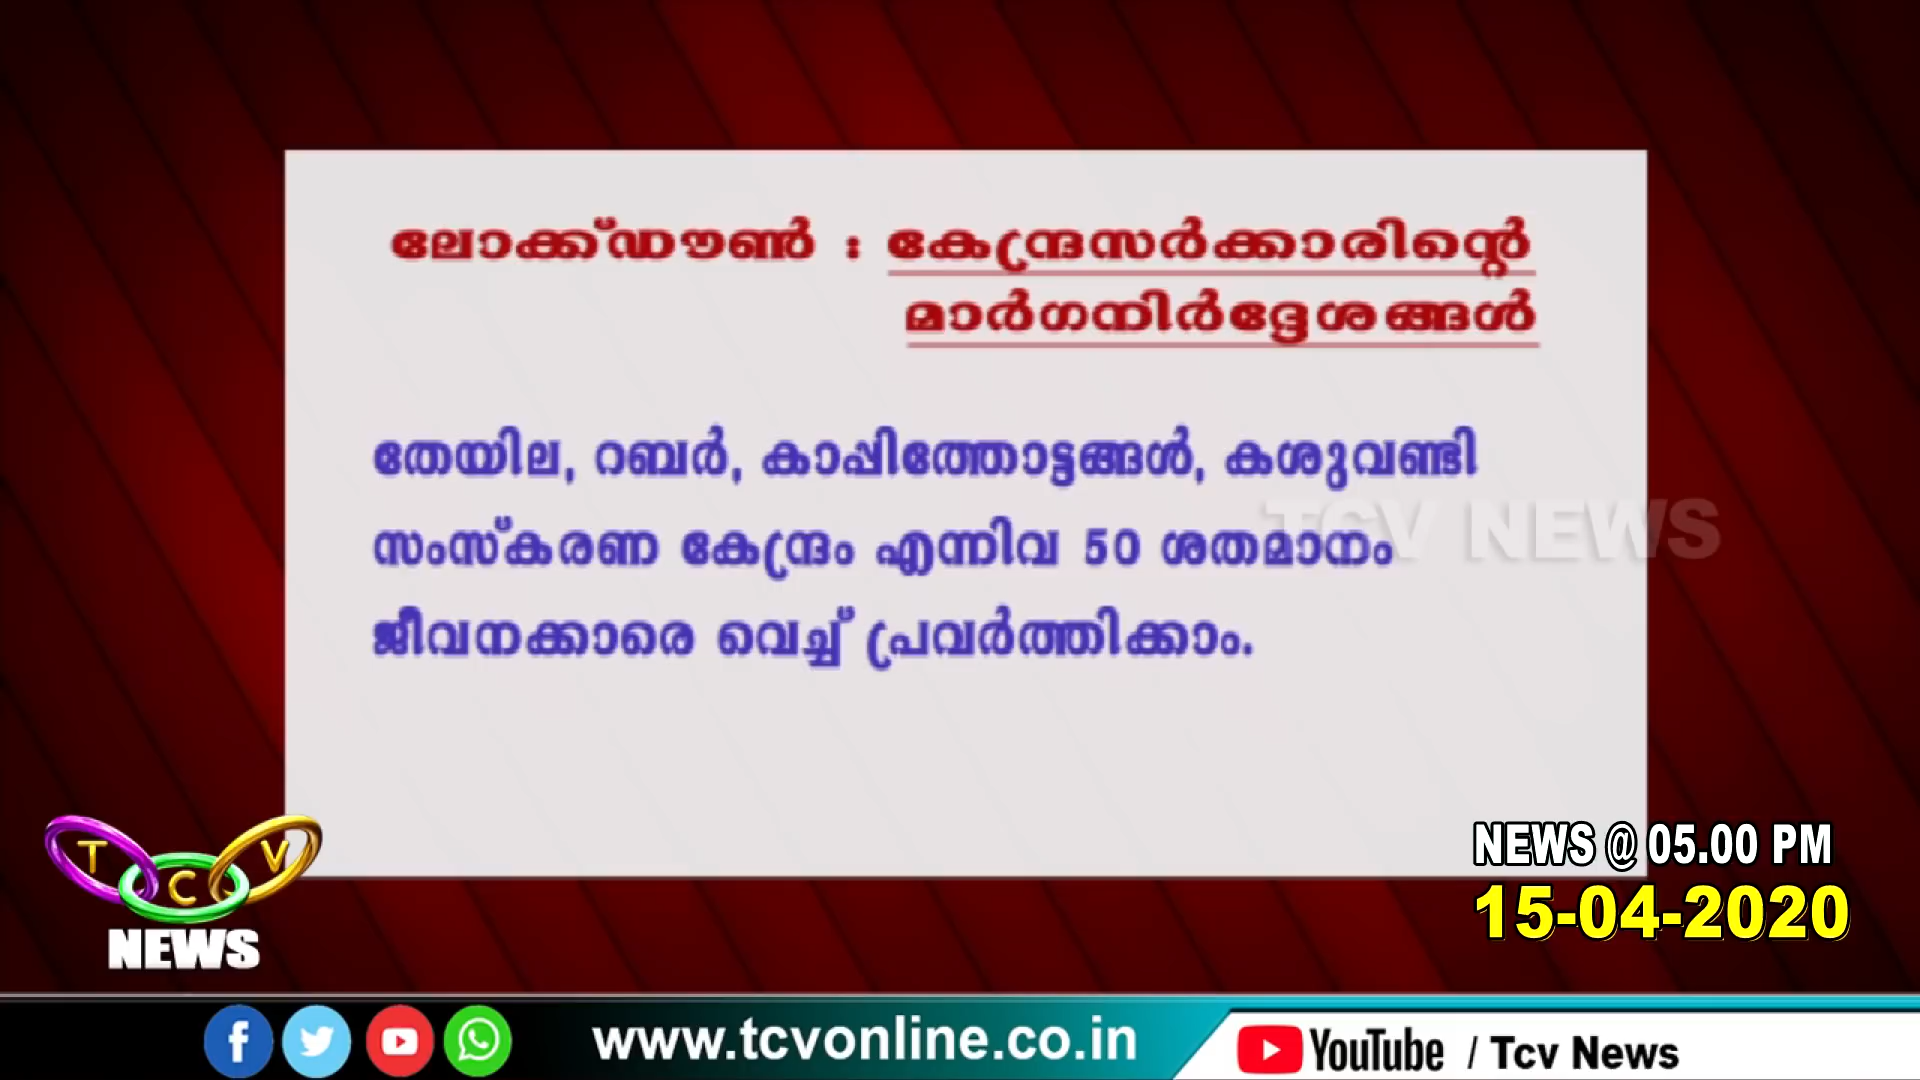 ലോക്ക്ഡൗൺ : കേന്ദ്രസർക്കാരിന്റെ
മാർഗനിർദ്ദേശങ്ങൾ
തേയില, റബർ, കാപ്പിത്തോട്ടങ്ങൾ, കശുവണ്ടി
സംസ്കരണ കേന്ദ്രം എന്നിവ 50 ശതമാനം
ജീവനക്കാരെ വെച്ച് പ്രവർത്തിക്കാം.
TCV NEWS
T C V
NEWS
NEWS @ 05.00 PM
15-04-2020
www.tcvonline.co.in
YouTube / Tcv News